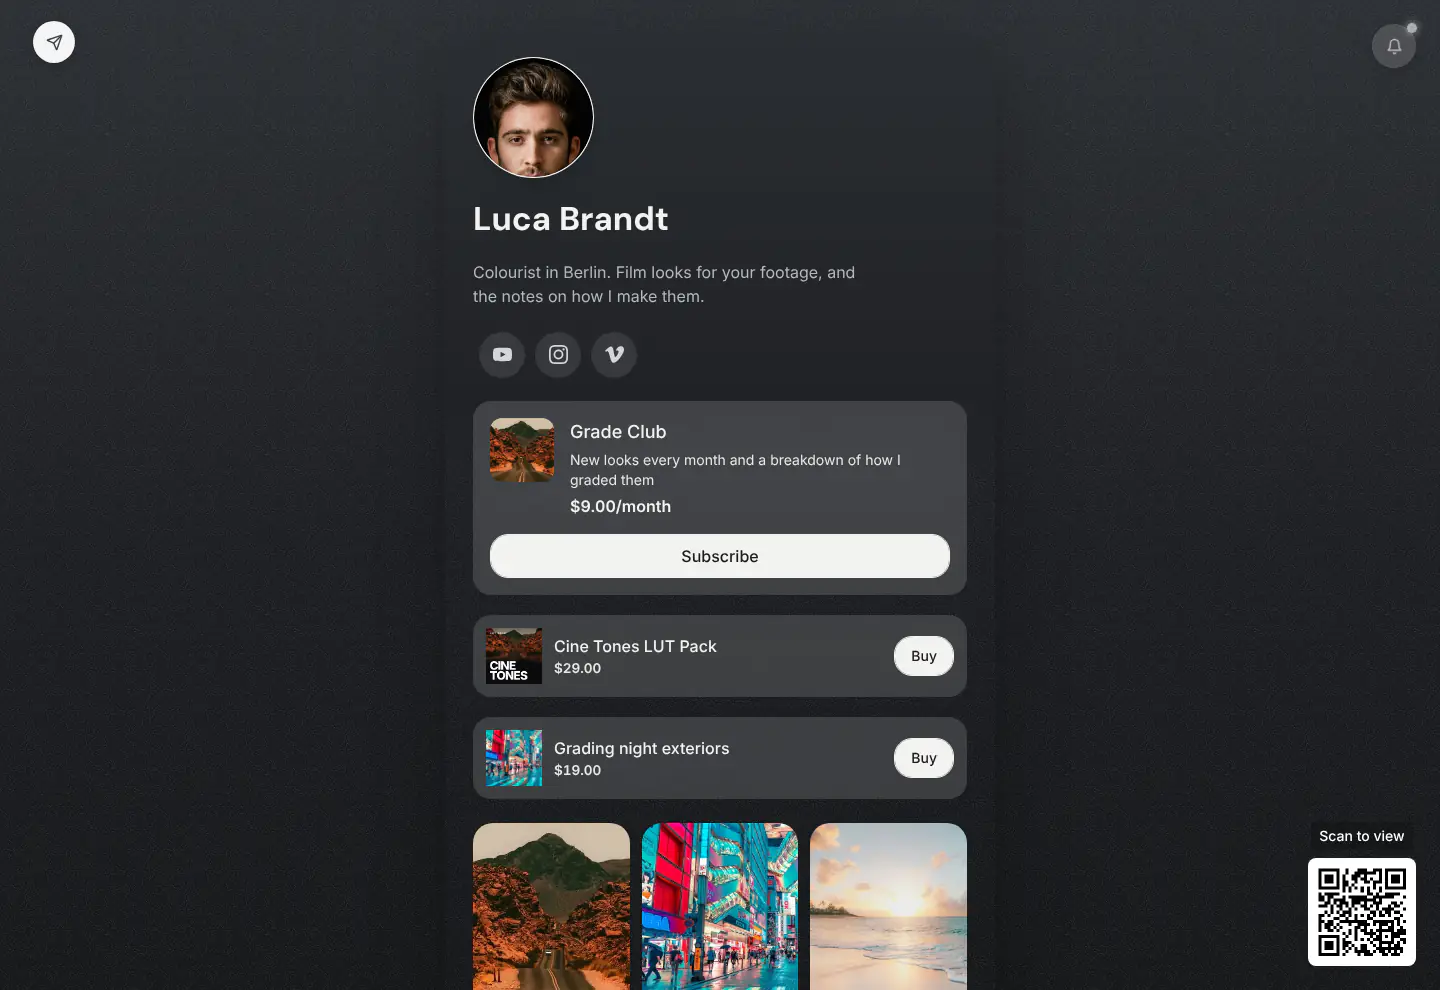 Luca Brandt
Colourist in Berlin. Film looks for your footage, and
the notes on how I make them.
Grade Club
New looks every month and a breakdown of how I
graded them
$9.00/month
Subscribe
CINE
TONES
Cine Tones LUT Pack
$29.00
Buy
Grading night exteriors
$19.00
Buy
Scan to view